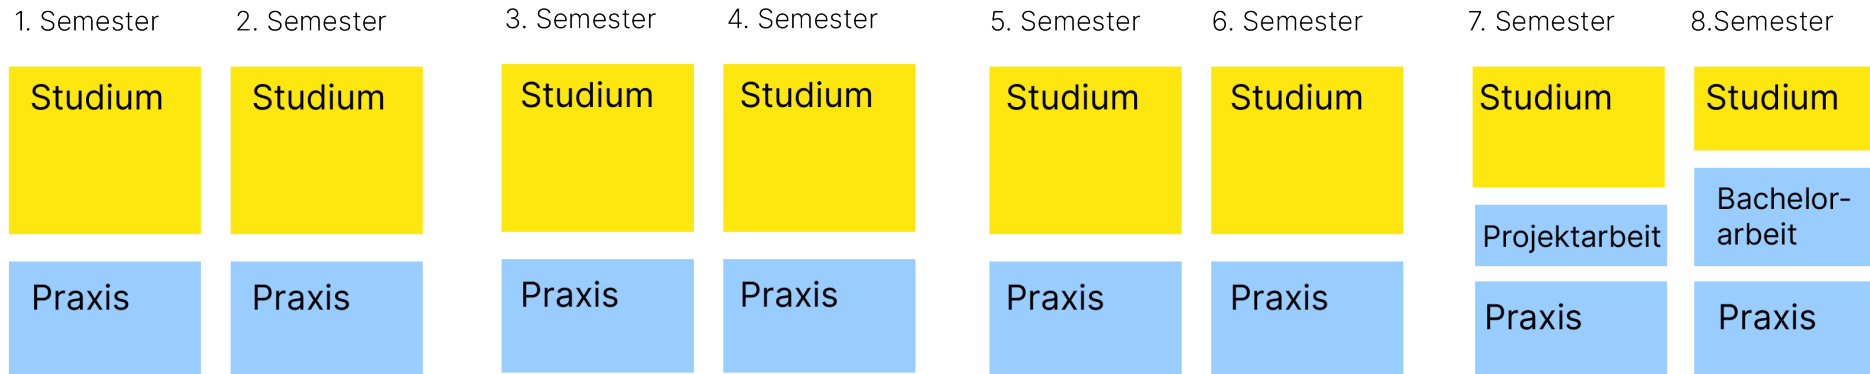 1. Semester
2. Semester
3. Semester
4. Semester
5. Semester
6. Semester
7. Semester
8.Semester
Studium
Studium
Studium
Studium
Studium
Studium
Studium
Studium
Projektarbeit
Bachelor-
arbeit
Praxis
Praxis
Praxis
Praxis
Praxis
Praxis
Praxis
Praxis